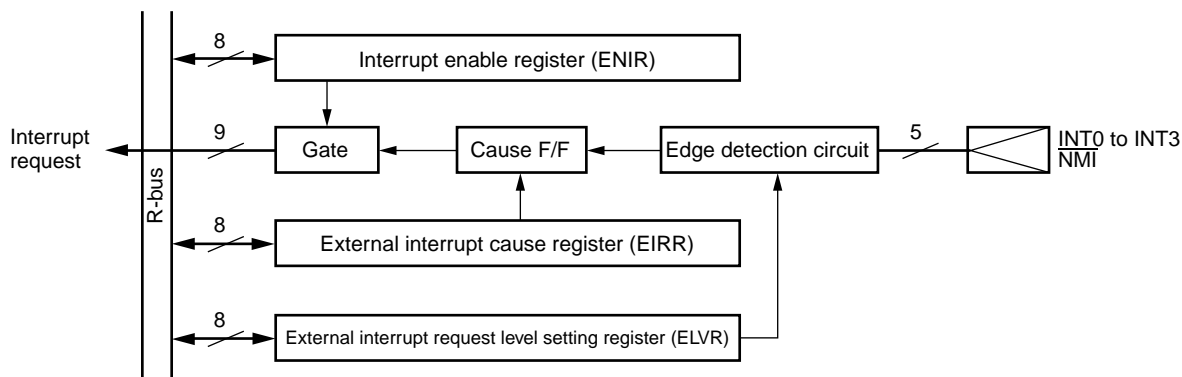 8
Interrupt enable register (ENIR)
Interrupt
request
9
Gate
Cause F/F
Edge detection circuit
5
INT0 to INT3
NMI
R-bus
8
External interrupt cause register (EIRR)
8
External interrupt request level setting register (ELVR)